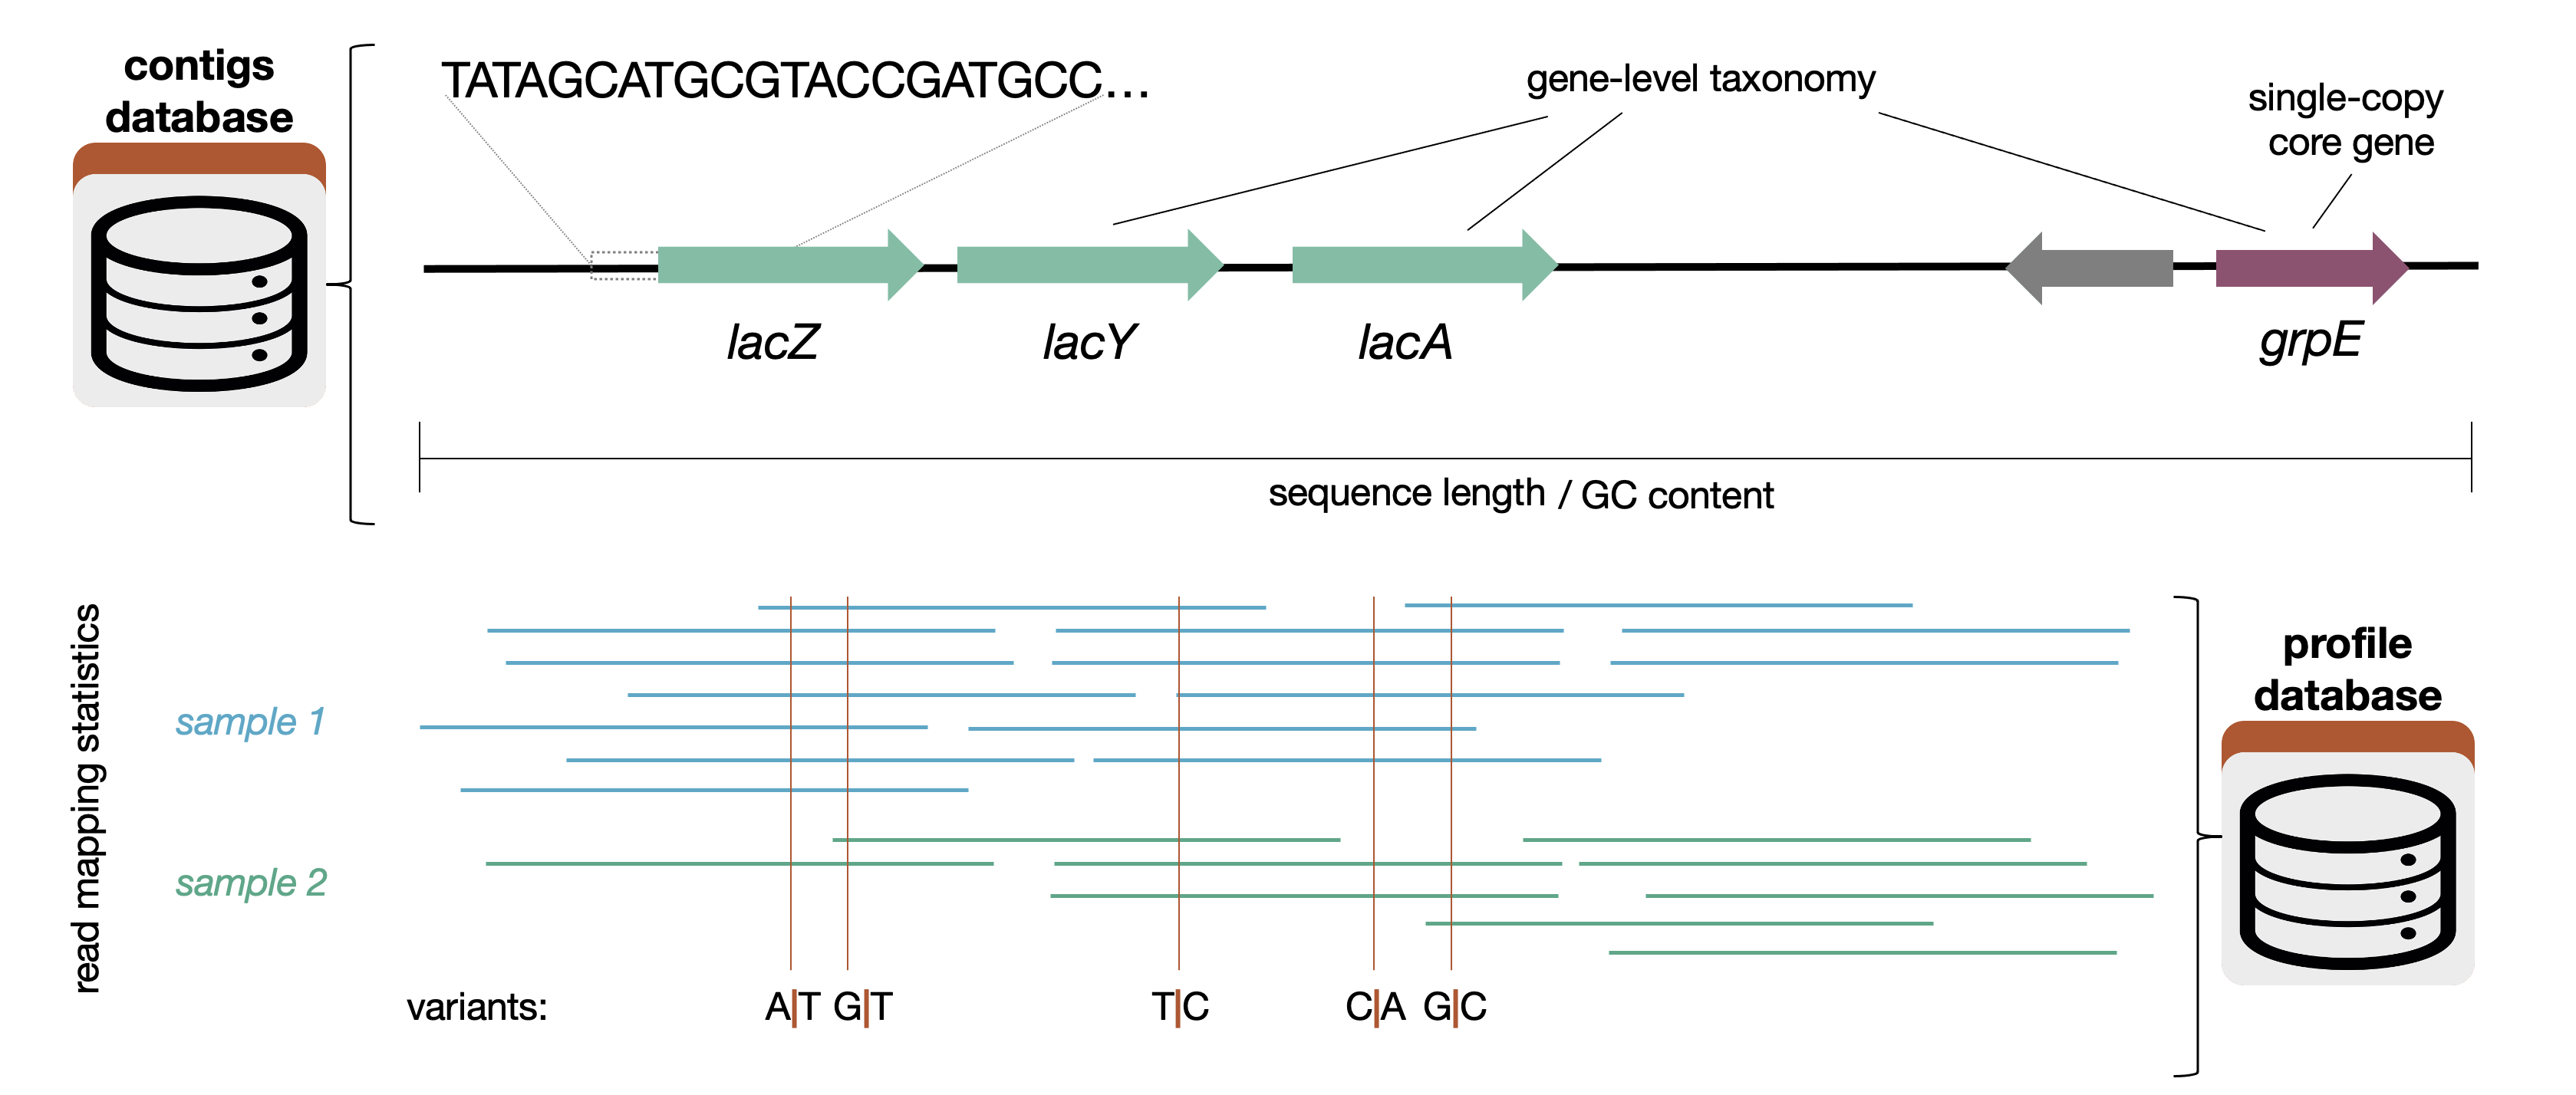 contigs
database
TATAGCATGCGTACCGATGCC...
gene-level taxonomy
single-copy
core gene
lacZ
lacY
lacA
grpE
sequence length / GC content
read mapping statistics
sample 1
sample 2
profile
database
variants: A|T G|T T|C C|A G|C